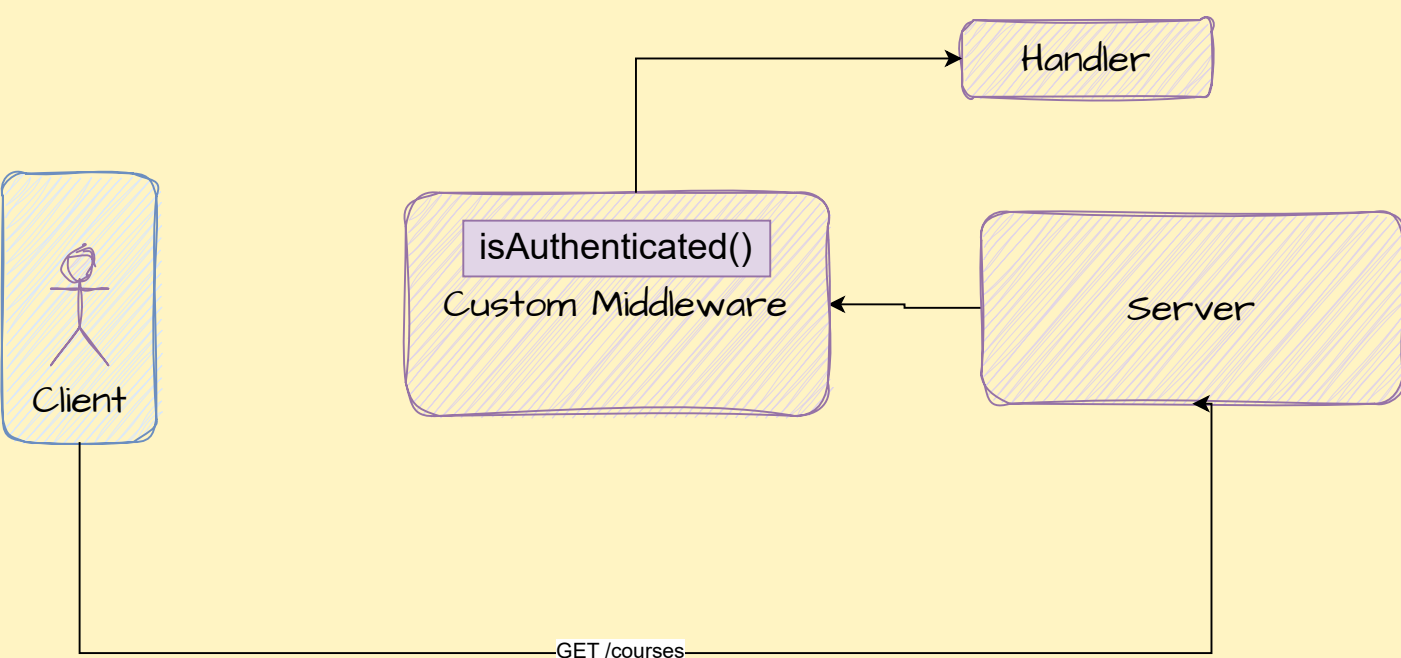 Handler
isAuthenticated()
Custom Middleware
Server
Client
GET /courses